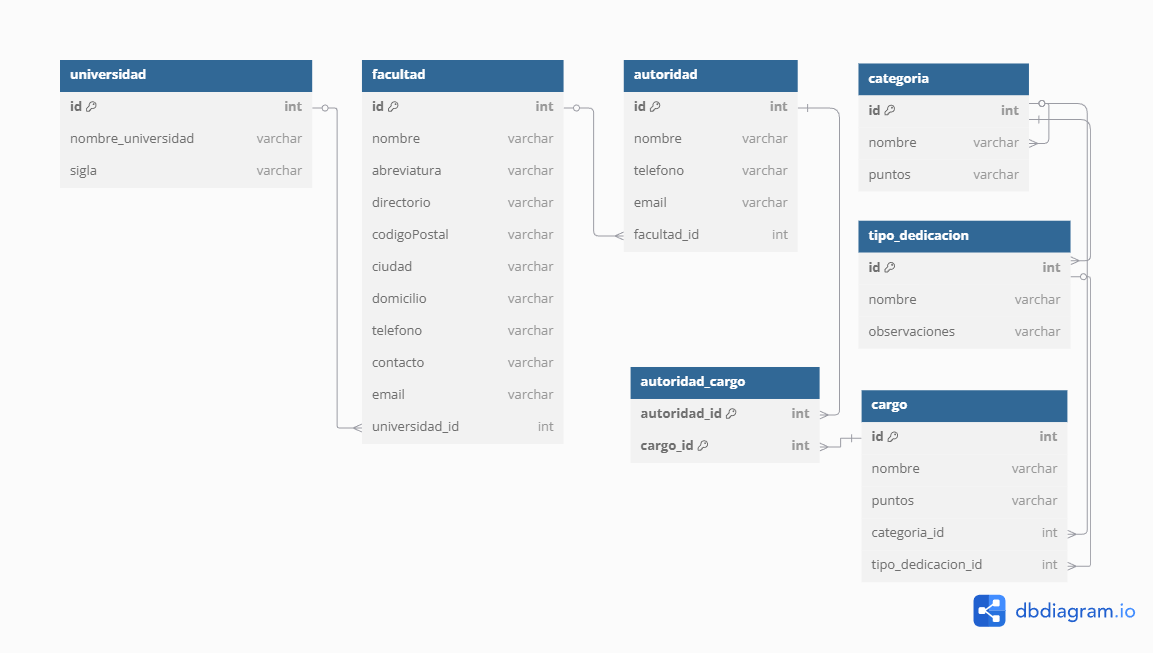 universidad
id int
nombre_universidad varchar
sigla varchar
facultad
id int
nombre varchar
abreviatura varchar
directorio varchar
codigoPostal varchar
ciudad varchar
domicilio varchar
telefono varchar
contacto varchar
email varchar
universidad_id int
autoridad
id int
nombre varchar
telefono varchar
email varchar
facultad_id int
categoria
id int
nombre varchar
puntos varchar
tipo_dedicacion
id int
nombre varchar
observaciones varchar
autoridad_cargo
autoridad_id int
cargo_id int
cargo
id int
nombre varchar
puntos varchar
categoria_id int
tipo_dedicacion_id int
dbdiagram.io